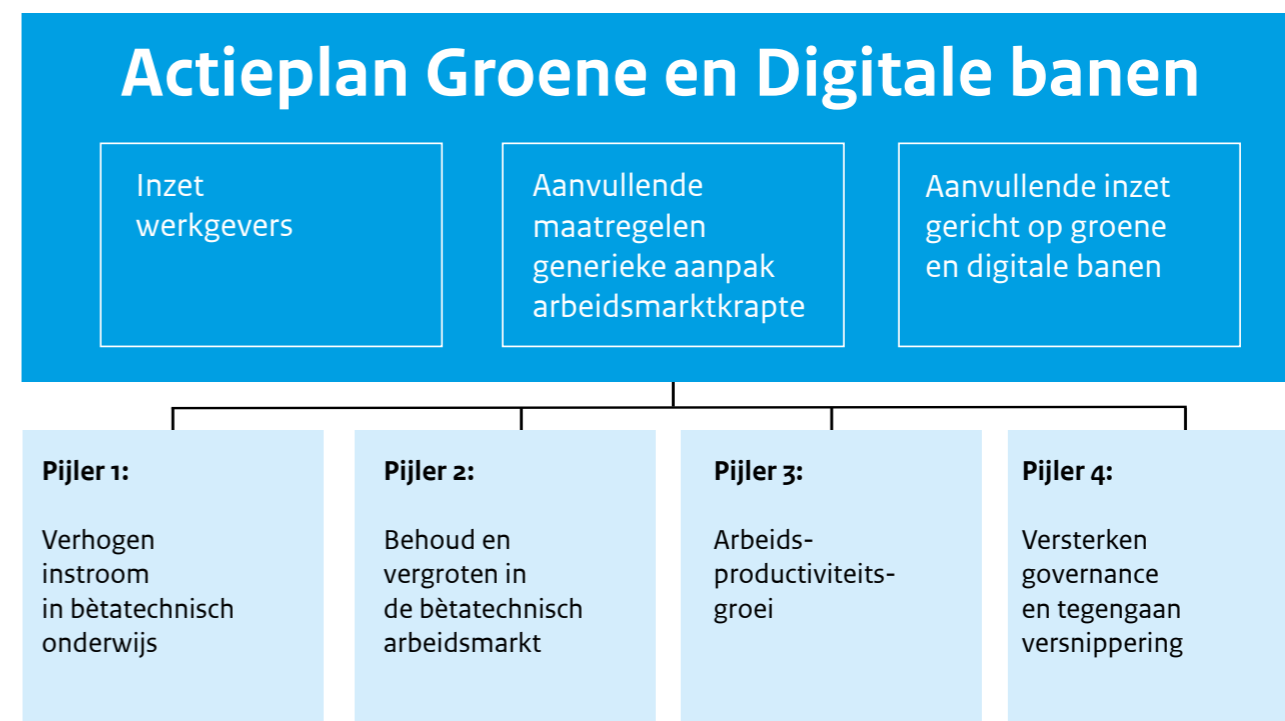 Actieplan Groene en Digitale banen
Inzet
werkgevers
Aanvullende
maatregelen
generieke aanpak
arbeidsmarktkrapte
Aanvullende inzet
gericht op groene
en digitale banen
Pijler 1:
Verhogen
instroom
in bètatechnisch
onderwijs
Pijler 2:
Behoud en
vergroten in
de bètatechnisch
arbeidsmarkt
Pijler 3:
Arbeids-
productiviteits-
groei
Pijler 4:
Versterken
governance
en tegengaan
versnippering